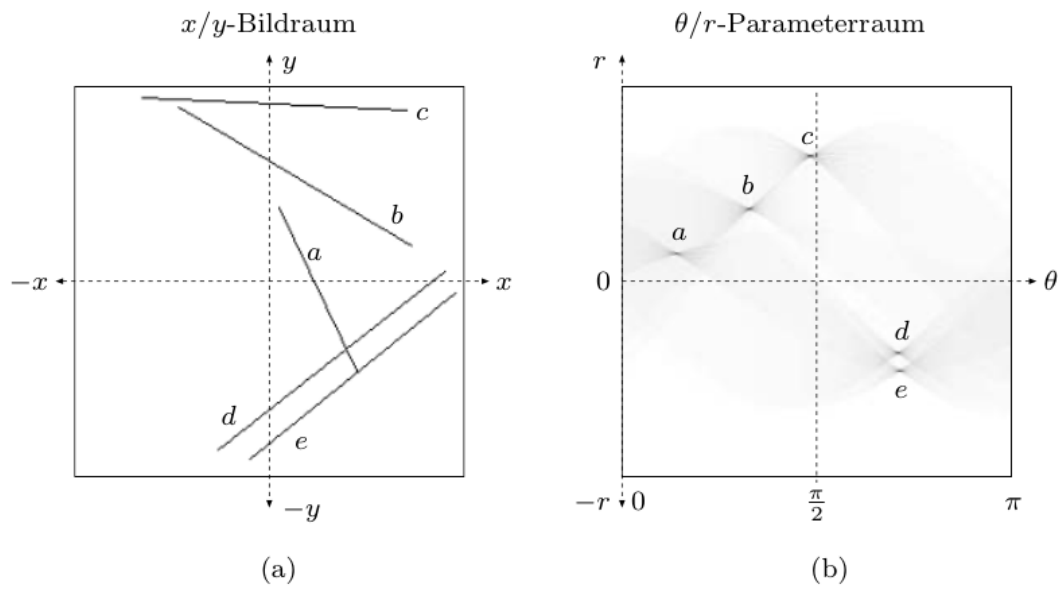 x/y-Bildraum
θ/r-Parameterraum
y
r
c
c
b
b
a
a
−x
x
0
θ
d
d
e
e
−y
−r
0
π/2
π
(a)
(b)